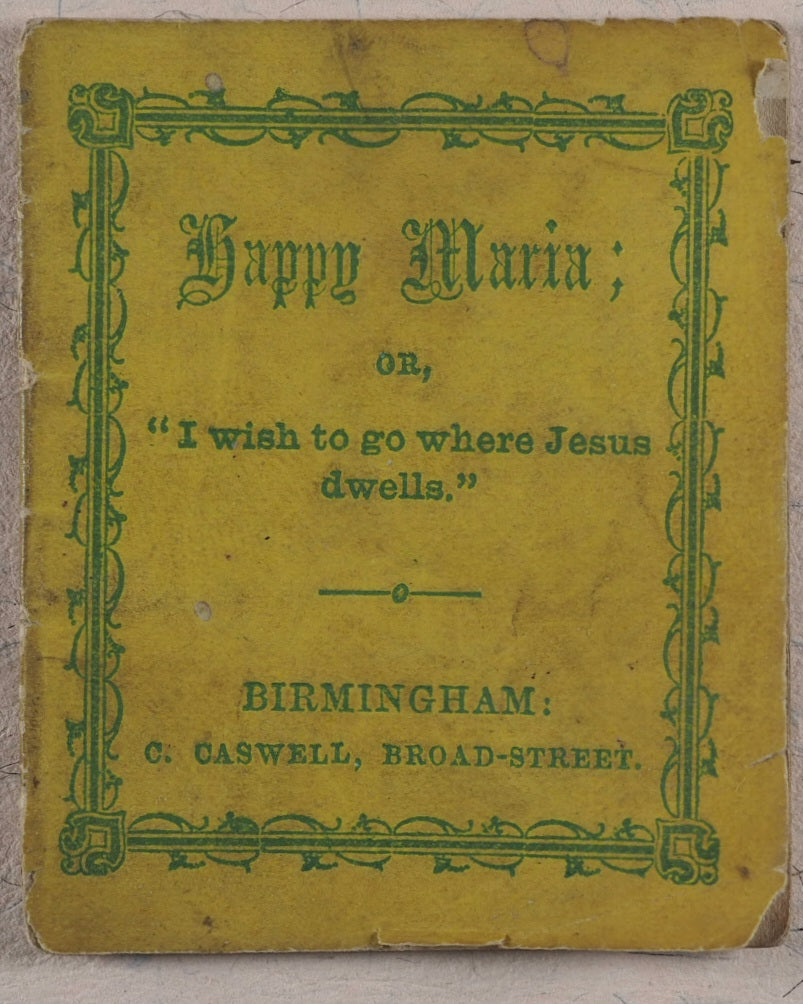 Happy Maria;
OR,
“I wish to go where Jesus
dwells.”
BIRMINGHAM:
C. CASWELL, BROAD-STREET.